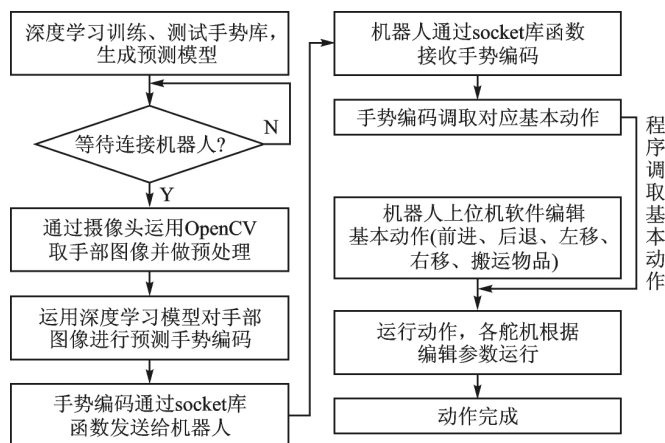 深度学习训练、测试手势库，
生成预测模型
等待连接机器人?
N
Y
通过摄像头运用OpenCV
取手部图像并做预处理
运用深度学习模型对手部
图像进行预测手势编码
手势编码通过socket库
函数发送给机器人
机器人通过socket库函数
接收手势编码
手势编码调取对应基本动作
程序调取基本动作
机器人上位机软件编辑
基本动作(前进、后退、左移、
右移、搬运物品)
运行动作，各舵机根据
编辑参数运行
动作完成